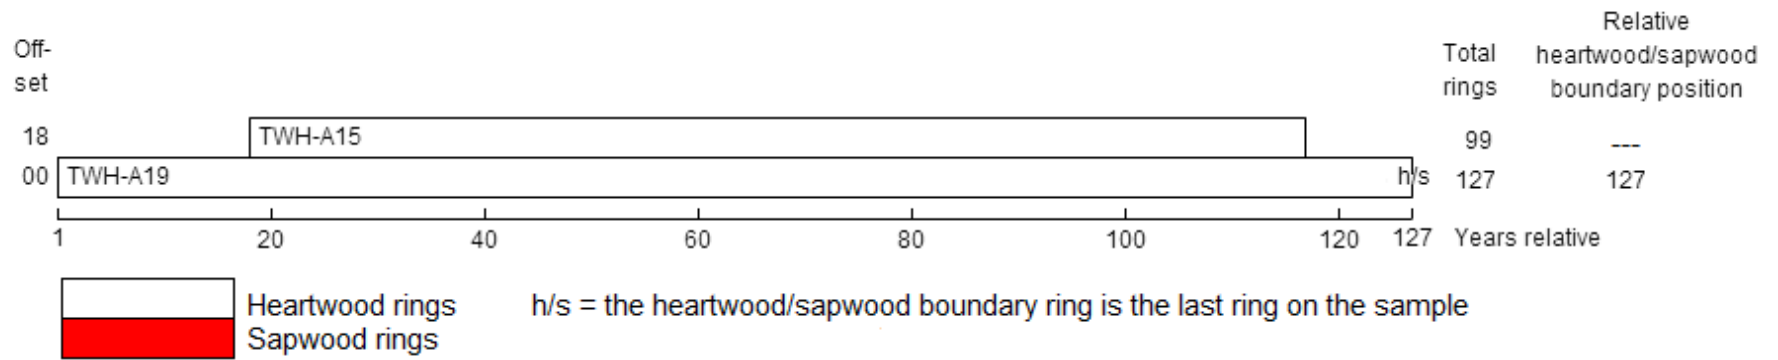 Off-
set
Total
rings
Relative
heartwood/sapwood
boundary position
18 TWH-A15 99 ---
00 TWH-A19 h/s 127 127
1 20 40 60 80 100 120 127 Years relative
Heartwood rings h/s = the heartwood/sapwood boundary ring is the last ring on the sample
Sapwood rings